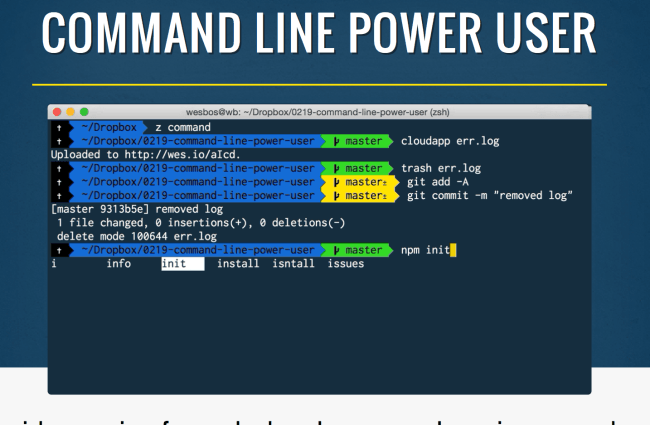 COMMAND LINE POWER USER
wesbos@wb: ~/Dropbox/0219-command-line-power-user (zsh)
~/Dropbox z command
~/Dropbox/0219-command-line-power-user master cloudapp err.log
Uploaded to http://wes.io/aIcd.
~/Dropbox/0219-command-line-power-user master trash err.log
~/Dropbox/0219-command-line-power-user master± git add -A
~/Dropbox/0219-command-line-power-user master± git commit -m "removed log"
[master 9313b5e] removed log
1 file changed, 0 insertions(+), 0 deletions(-)
delete mode 100644 err.log
~/Dropbox/0219-command-line-power-user master npm init
i info init install isntall issues